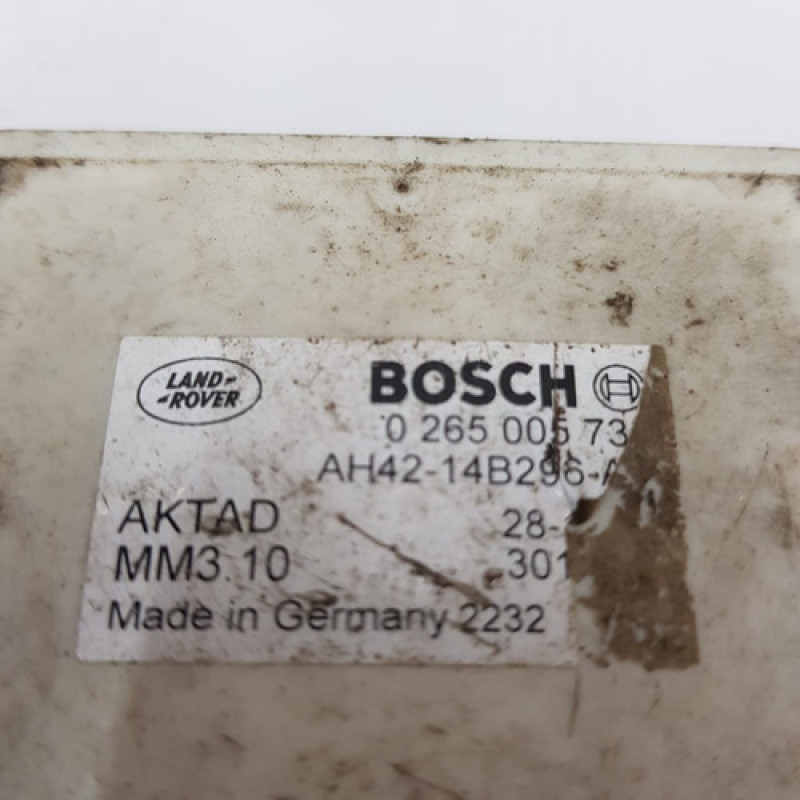 LAND-
-ROVER
BOSCH
0 265 005 73
AH42-14B296-A
AKTAD 28-
MM3.10 301
Made in Germany 2232